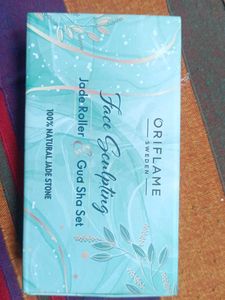 ORIFLAME
SWEDEN
Face Sculpting
Jade Roller & Gua Sha Set
100% NATURAL JADE STONE